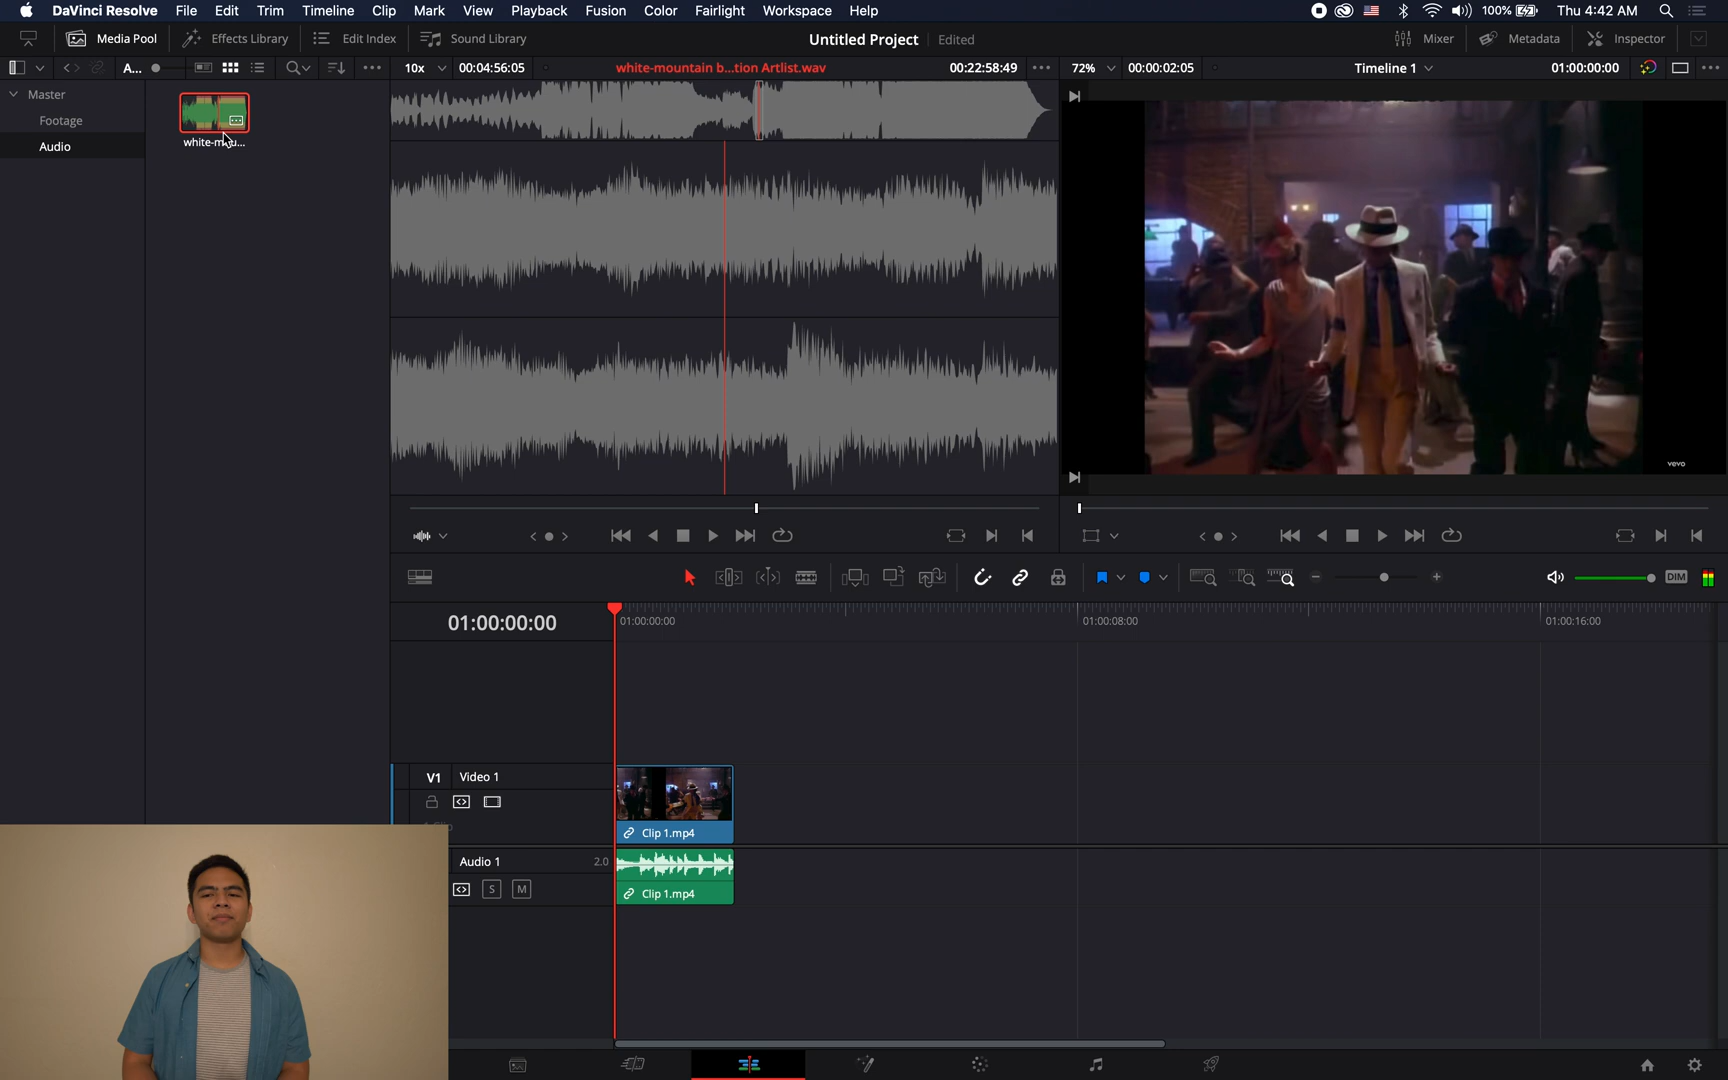 DaVinci Resolve File Edit Trim Timeline Clip Mark View Playback Fusion Color Fairlight Workspace Help 100% Thu 4:42 AM
Media Pool Effects Library Edit Index Sound Library Untitled Project Edited Mixer Metadata Inspector
A... 10x 00:04:56:05 white-mountain b...tion Artlist.wav 00:22:58:49 72% 00:00:02:05 Timeline 1 01:00:00:00
Master
Footage
Audio
vevo
DIM
01:00:00:00 01:00:00:00 01:00:08:00 01:00:16:00
V1 Video 1
Clip 1.mp4
Audio 1 2.0
S M
Clip 1.mp4